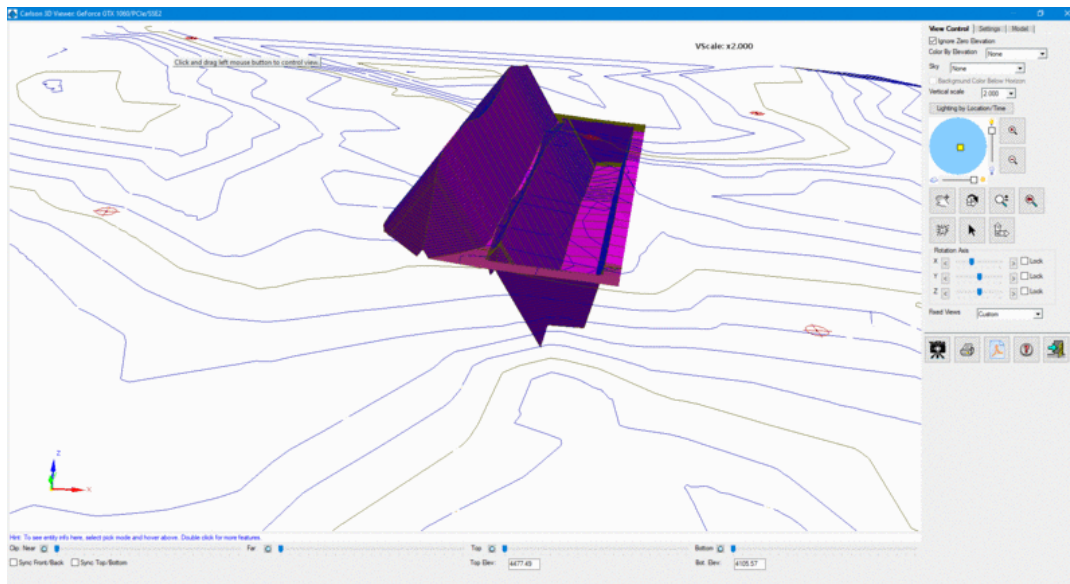 Carlson 3D Viewer: GeForce GTX 1060/PCIe/SSE2
Click and drag left mouse button to control view.
VScale: x2.000
View Control Settings Model
Ignore Zero Elevation
Color By Elevation None
Sky None
Background Color Below Horizon
Vertical scale 2.000
Lighting by Location/Time
Rotation Axis
X < > Lock
Y < > Lock
Z < > Lock
Fixed Views Custom
Z
X
Hint: To see entity info here, select pick mode and hover above. Double click for more features.
Clip: Near Far Top Bottom
Sync Front/Back Sync Top/Bottom Top Elev: 4477.49 Bot. Elev: 4105.57